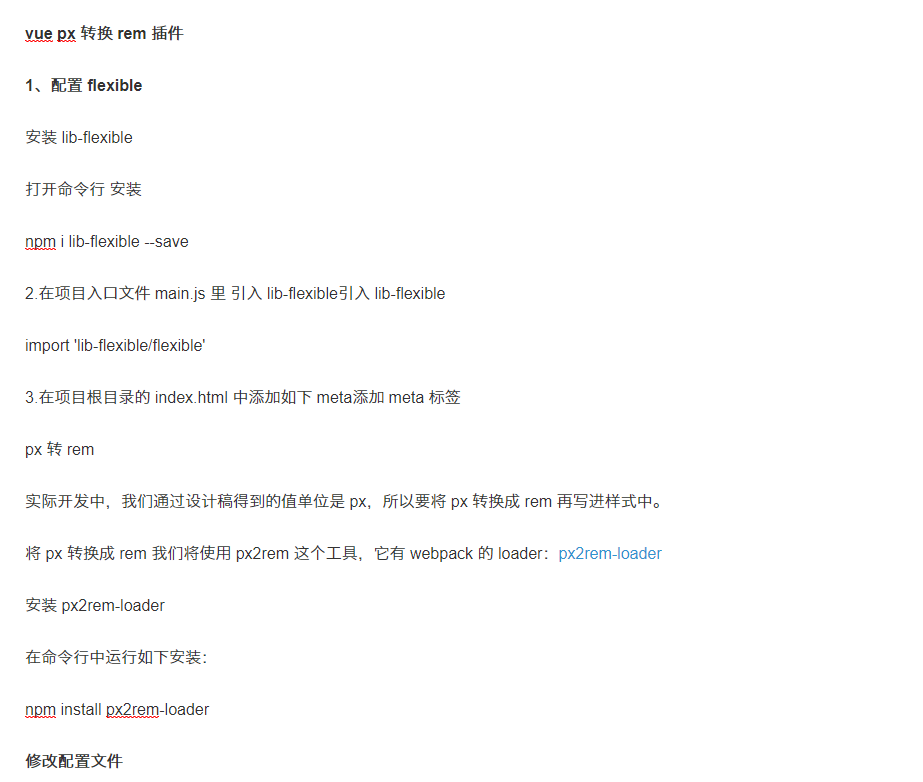 vue px 转换 rem 插件
1、配置 flexible
安装 lib-flexible
打开命令行 安装
npm i lib-flexible --save
2.在项目入口文件 main.js 里 引入 lib-flexible引入 lib-flexible
import 'lib-flexible/flexible'
3.在项目根目录的 index.html 中添加如下 meta添加 meta 标签
px 转 rem
实际开发中，我们通过设计稿得到的值单位是 px，所以要将 px 转换成 rem 再写进样式中。
将 px 转换成 rem 我们将使用 px2rem 这个工具，它有 webpack 的 loader：px2rem-loader
安装 px2rem-loader
在命令行中运行如下安装：
npm install px2rem-loader
修改配置文件